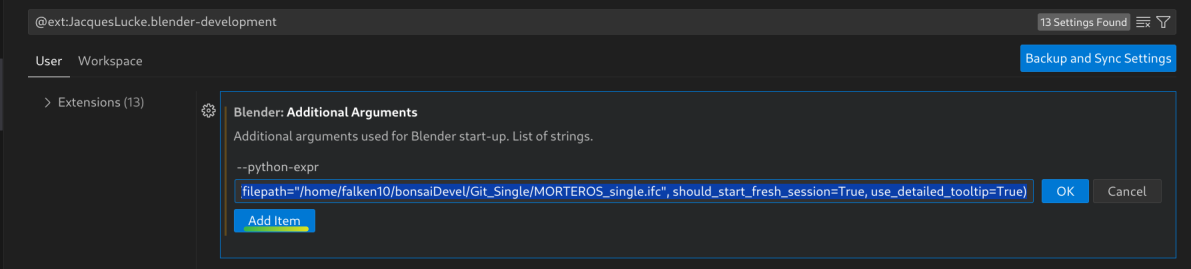 @ext:JacquesLucke.blender-development
13 Settings Found
User Workspace
Backup and Sync Settings
Extensions (13)
Blender: Additional Arguments
Additional arguments used for Blender start-up. List of strings.
--python-expr
filepath="/home/falken10/bonsaiDevel/Git_Single/MORTEROS_single.ifc", should_start_fresh_session=True, use_detailed_tooltip=True)
OK Cancel
Add Item